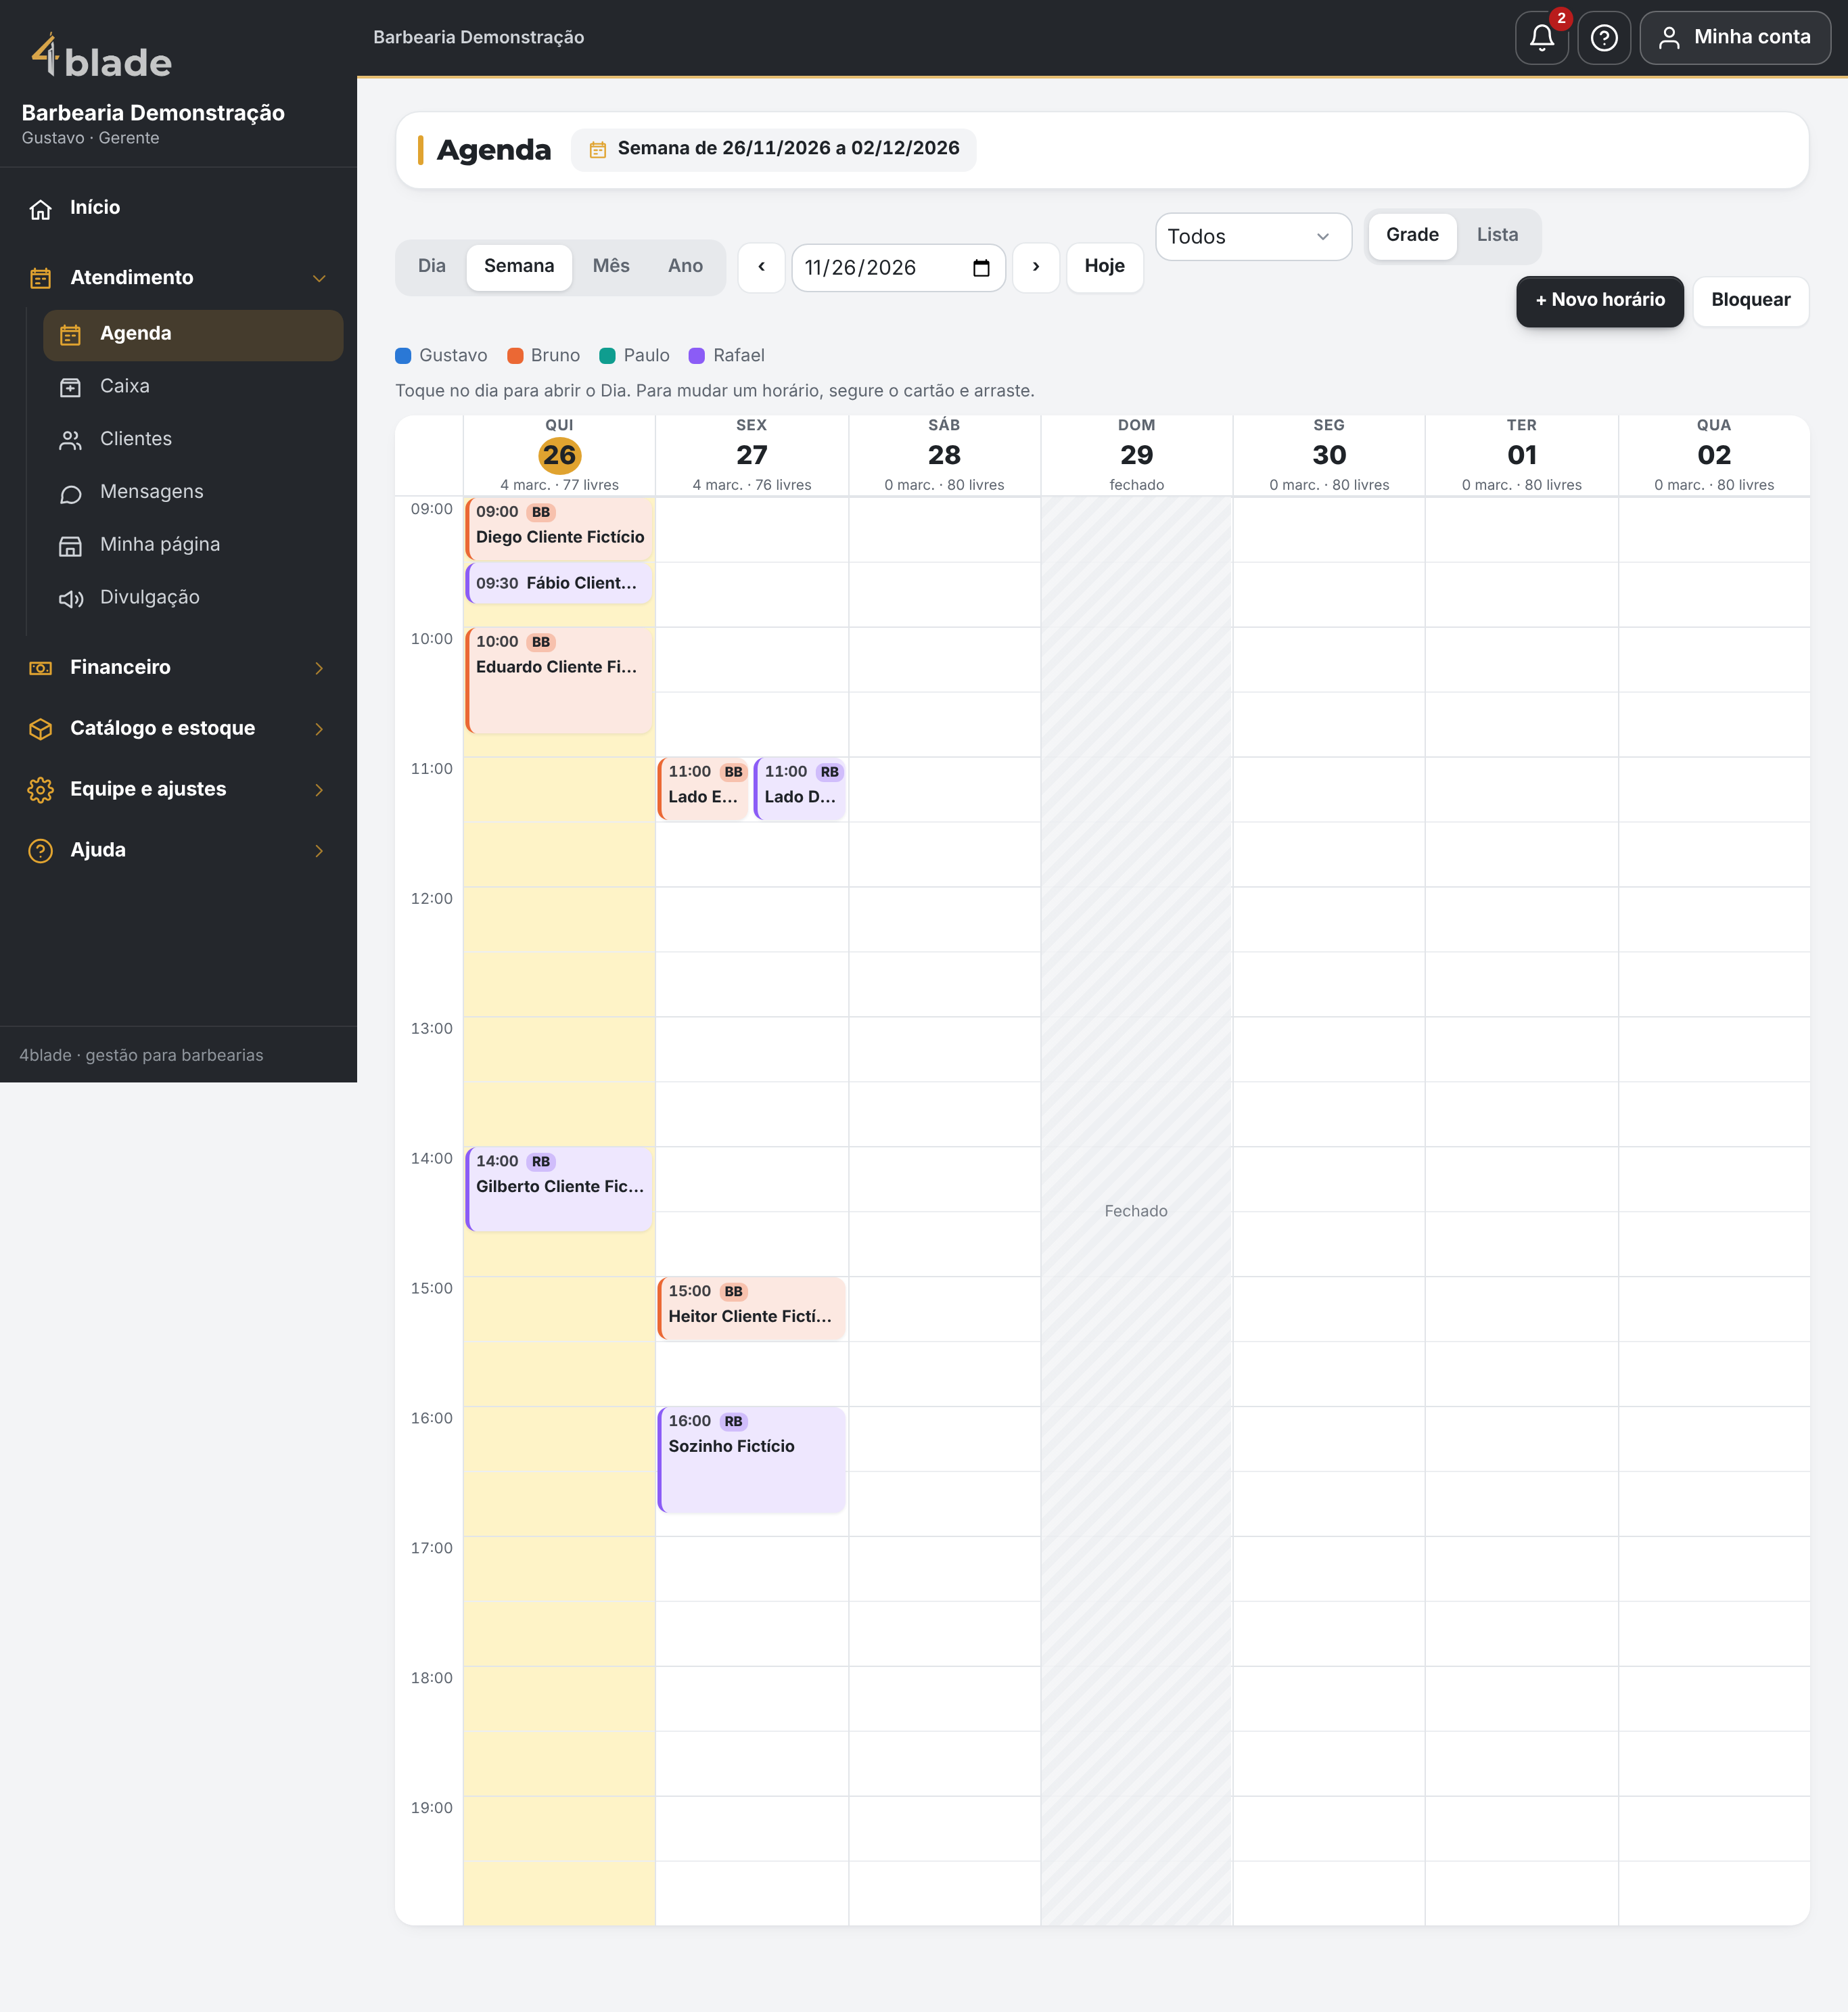 4blade
Barbearia Demonstração
Gustavo · Gerente
Início
Atendimento
Agenda
Caixa
Clientes
Mensagens
Minha página
Divulgação
Financeiro
Catálogo e estoque
Equipe e ajustes
Ajuda
4blade · gestão para barbearias
Barbearia Demonstração
2
Minha conta
Agenda
Semana de 26/11/2026 a 02/12/2026
Dia Semana Mês Ano
‹ 11/26/2026 › Hoje
Todos
Grade Lista
+ Novo horário Bloquear
Gustavo Bruno Paulo Rafael
Toque no dia para abrir o Dia. Para mudar um horário, segure o cartão e arraste.
QUI SEX SÁB DOM SEG TER QUA
26 27 28 29 30 01 02
4 marc. · 77 livres 4 marc. · 76 livres 0 marc. · 80 livres fechado 0 marc. · 80 livres 0 marc. · 80 livres 0 marc. · 80 livres
09:00
09:00 BB
Diego Cliente Fictício
09:30 Fábio Client...
10:00
10:00 BB
Eduardo Cliente Fi...
11:00
11:00 BB
Lado E...
11:00 RB
Lado D...
12:00
13:00
14:00
14:00 RB
Gilberto Cliente Fic...
Fechado
15:00
15:00 BB
Heitor Cliente Fictí...
16:00
16:00 RB
Sozinho Fictício
17:00
18:00
19:00